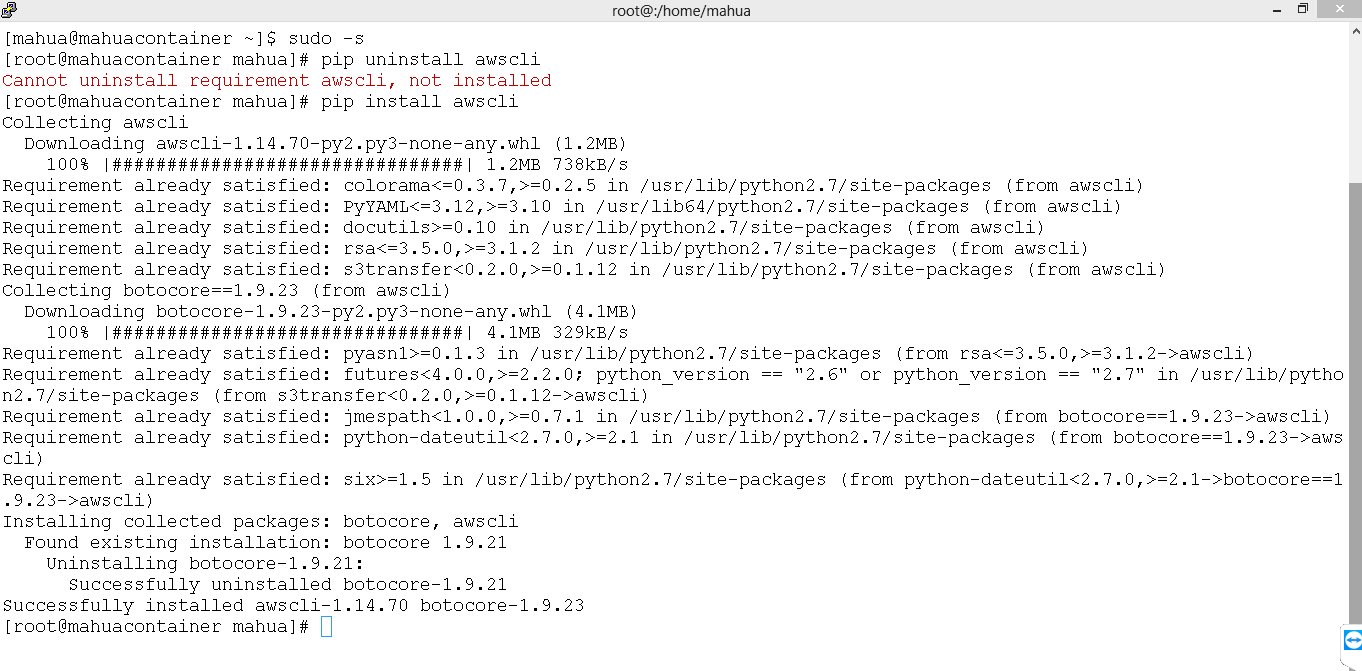 root@:/home/mahua
[mahua@mahuacontainer ~]$ sudo -s
[root@mahuacontainer mahua]# pip uninstall awscli
Cannot uninstall requirement awscli, not installed
[root@mahuacontainer mahua]# pip install awscli
Collecting awscli
  Downloading awscli-1.14.70-py2.py3-none-any.whl (1.2MB)
    100% |################################| 1.2MB 738kB/s
Requirement already satisfied: colorama<=0.3.7,>=0.2.5 in /usr/lib/python2.7/site-packages (from awscli)
Requirement already satisfied: PyYAML<=3.12,>=3.10 in /usr/lib64/python2.7/site-packages (from awscli)
Requirement already satisfied: docutils>=0.10 in /usr/lib/python2.7/site-packages (from awscli)
Requirement already satisfied: rsa<=3.5.0,>=3.1.2 in /usr/lib/python2.7/site-packages (from awscli)
Requirement already satisfied: s3transfer<0.2.0,>=0.1.12 in /usr/lib/python2.7/site-packages (from awscli)
Collecting botocore==1.9.23 (from awscli)
  Downloading botocore-1.9.23-py2.py3-none-any.whl (4.1MB)
    100% |################################| 4.1MB 329kB/s
Requirement already satisfied: pyasn1>=0.1.3 in /usr/lib/python2.7/site-packages (from rsa<=3.5.0,>=3.1.2->awscli)
Requirement already satisfied: futures<4.0.0,>=2.2.0; python_version == "2.6" or python_version == "2.7" in /usr/lib/pytho
n2.7/site-packages (from s3transfer<0.2.0,>=0.1.12->awscli)
Requirement already satisfied: jmespath<1.0.0,>=0.7.1 in /usr/lib/python2.7/site-packages (from botocore==1.9.23->awscli)
Requirement already satisfied: python-dateutil<2.7.0,>=2.1 in /usr/lib/python2.7/site-packages (from botocore==1.9.23->aws
cli)
Requirement already satisfied: six>=1.5 in /usr/lib/python2.7/site-packages (from python-dateutil<2.7.0,>=2.1->botocore==1
.9.23->awscli)
Installing collected packages: botocore, awscli
  Found existing installation: botocore 1.9.21
    Uninstalling botocore-1.9.21:
      Successfully uninstalled botocore-1.9.21
Successfully installed awscli-1.14.70 botocore-1.9.23
[root@mahuacontainer mahua]#